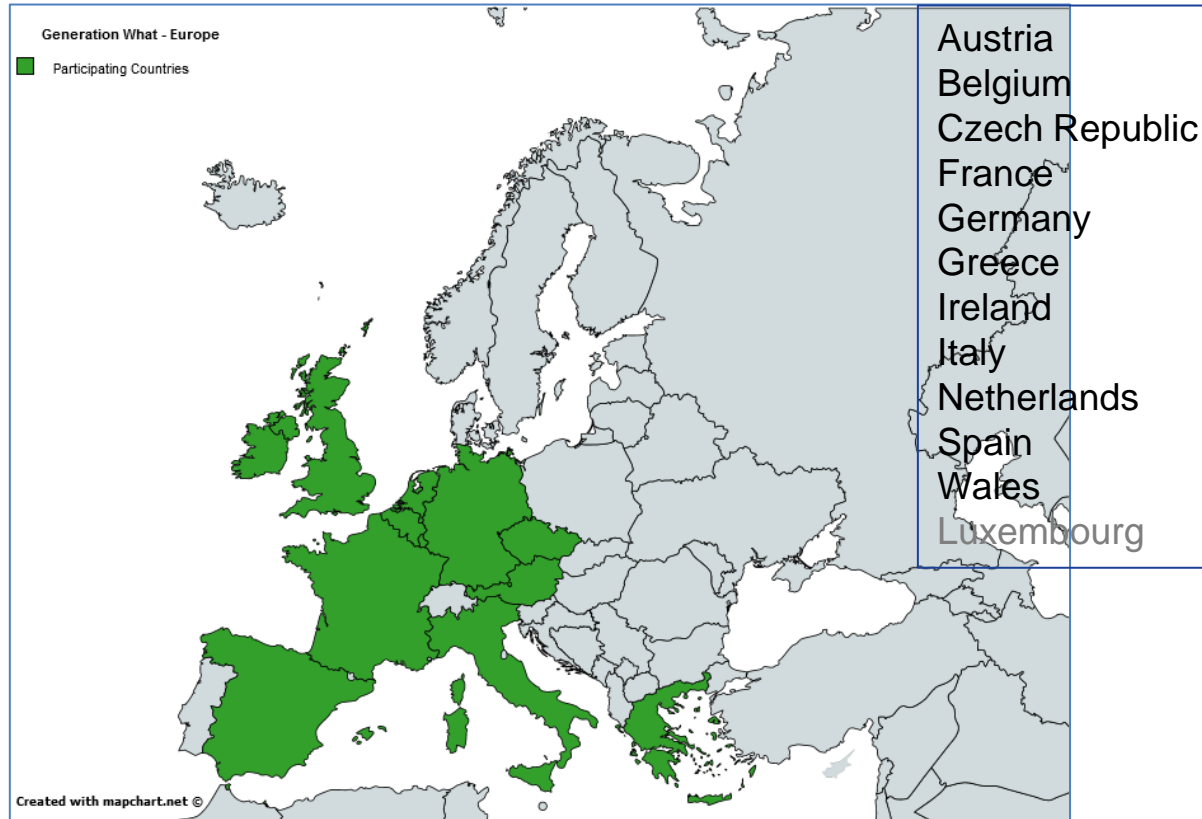 Generation What - Europe
Participating Countries
Austria
Belgium
Czech Republic
France
Germany
Greece
Ireland
Italy
Netherlands
Spain
Wales
Luxembourg
Created with mapchart.net ©